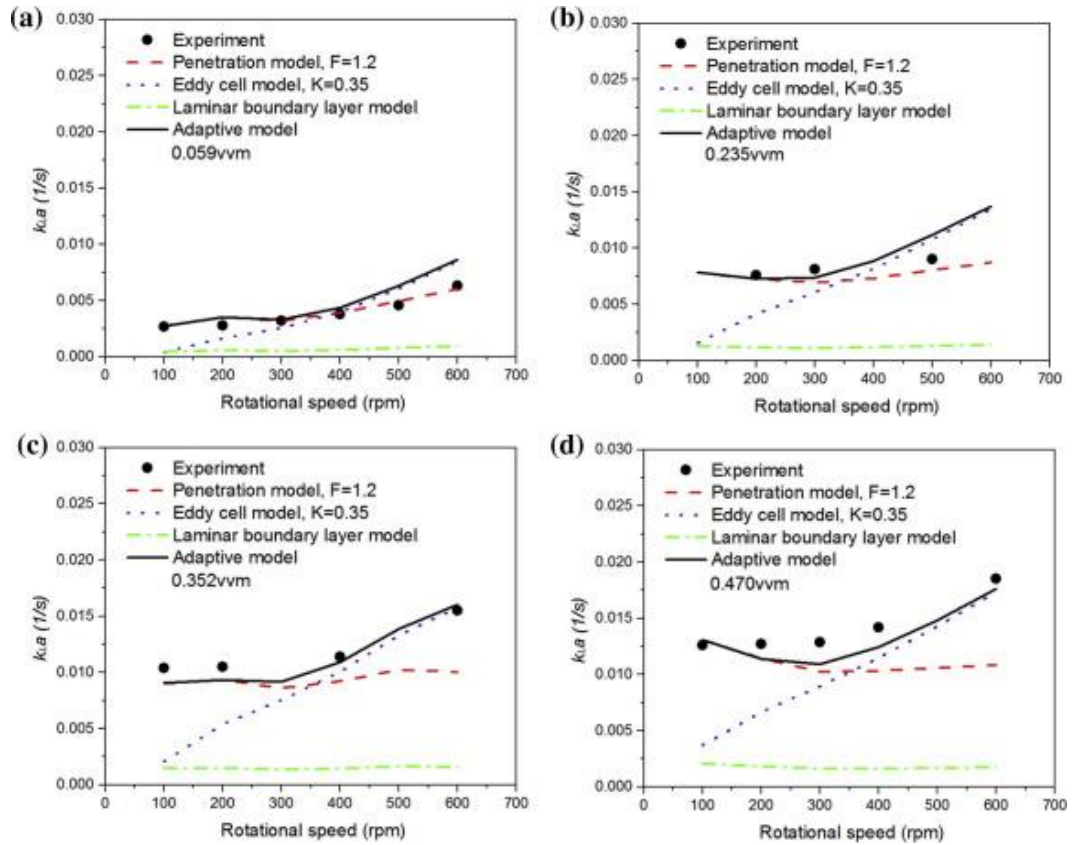 (a)
0.030
0.025
0.020
0.015
0.010
0.005
0.000
kLa (1/s)
Experiment
Penetration model, F=1.2
Eddy cell model, K=0.35
Laminar boundary layer model
Adaptive model
0.059vvm
0 100 200 300 400 500 600 700
Rotational speed (rpm)
(b)
0.030
0.025
0.020
0.015
0.010
0.005
0.000
kLa (1/s)
Experiment
Penetration model, F=1.2
Eddy cell model, K=0.35
Laminar boundary layer model
Adaptive model
0.235vvm
0 100 200 300 400 500 600 700
Rotational speed (rpm)
(c)
0.030
0.025
0.020
0.015
0.010
0.005
0.000
kLa (1/s)
Experiment
Penetration model, F=1.2
Eddy cell model, K=0.35
Laminar boundary layer model
Adaptive model
0.352vvm
0 100 200 300 400 500 600 700
Rotational speed (rpm)
(d)
0.030
0.025
0.020
0.015
0.010
0.005
0.000
kLa (1/s)
Experiment
Penetration model, F=1.2
Eddy cell model, K=0.35
Laminar boundary layer model
Adaptive model
0.470vvm
0 100 200 300 400 500 600 700
Rotational speed (rpm)